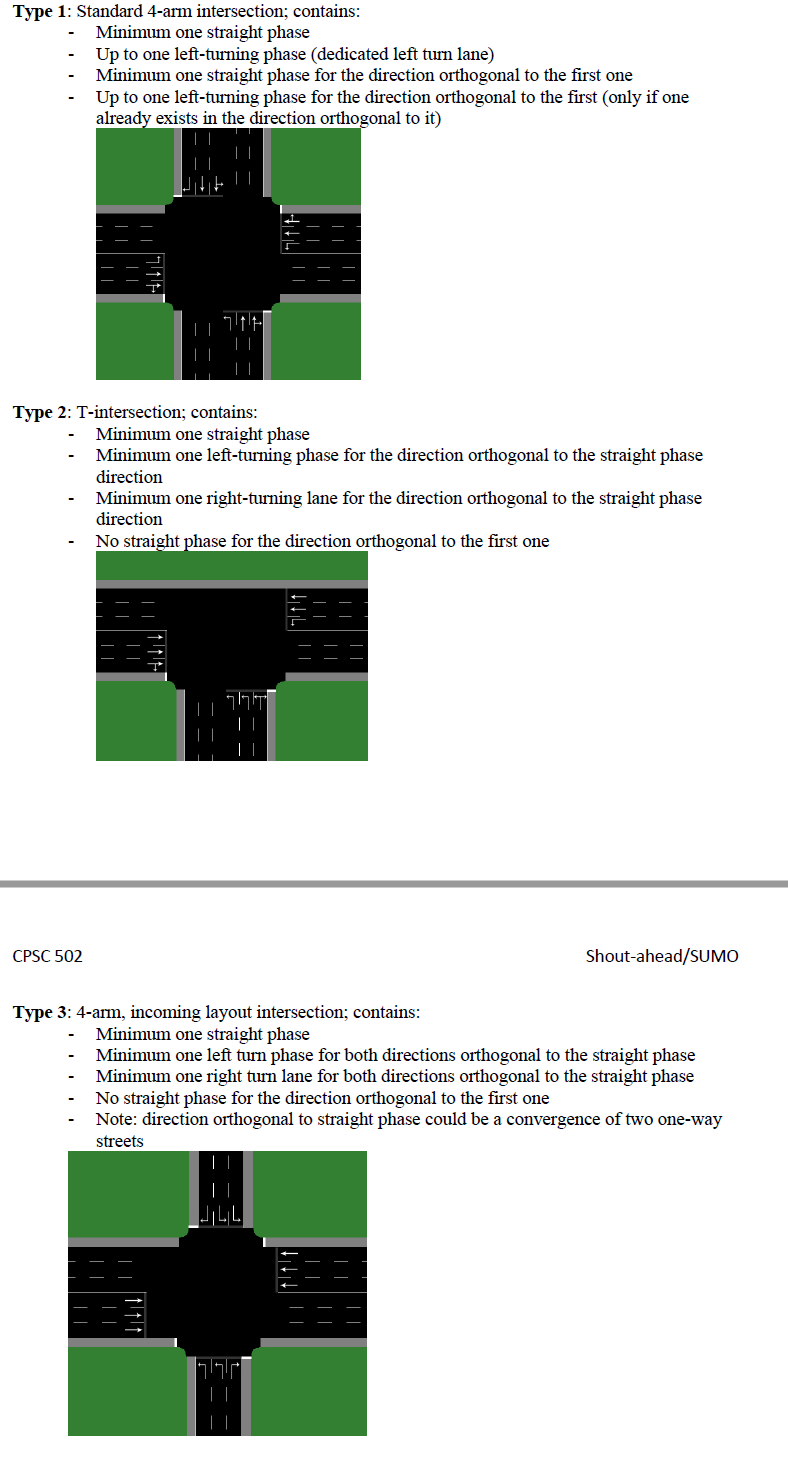 Type 1: Standard 4-arm intersection; contains:
- Minimum one straight phase
- Up to one left-turning phase (dedicated left turn lane)
- Minimum one straight phase for the direction orthogonal to the first one
- Up to one left-turning phase for the direction orthogonal to the first (only if one
already exists in the direction orthogonal to it)
Type 2: T-intersection; contains:
- Minimum one straight phase
- Minimum one left-turning phase for the direction orthogonal to the straight phase
direction
- Minimum one right-turning lane for the direction orthogonal to the straight phase
direction
- No straight phase for the direction orthogonal to the first one
CPSC 502 Shout-ahead/SUMO
Type 3: 4-arm, incoming layout intersection; contains:
- Minimum one straight phase
- Minimum one left turn phase for both directions orthogonal to the straight phase
- Minimum one right turn lane for both directions orthogonal to the straight phase
- No straight phase for the direction orthogonal to the first one
- Note: direction orthogonal to straight phase could be a convergence of two one-way
streets